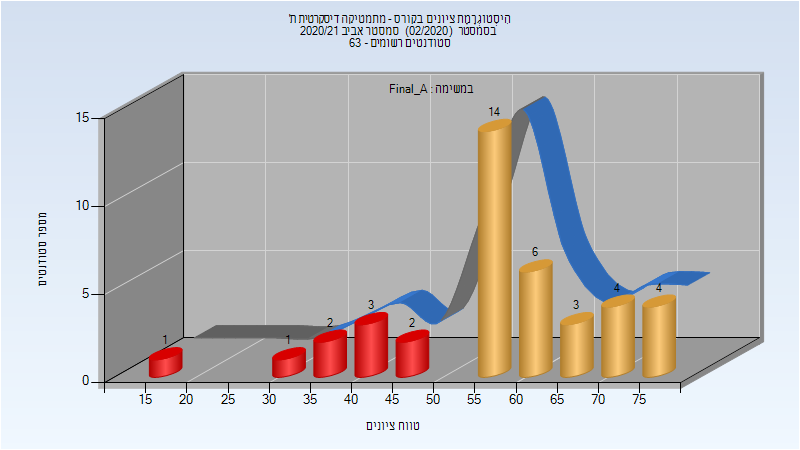 היסטוגרמת ציונים בקורס - מתמטיקה דיסקרטית ת'
בסמסטר (02/2020) סמסטר אביב 2020/21
סטודנטים רשומים - 63
במשימה : Final_A
מספר סטודנטים
15
10
5
0
1
1
2
3
2
14
6
3
4
4
15 20 25 30 35 40 45 50 55 60 65 70 75
טווח ציונים